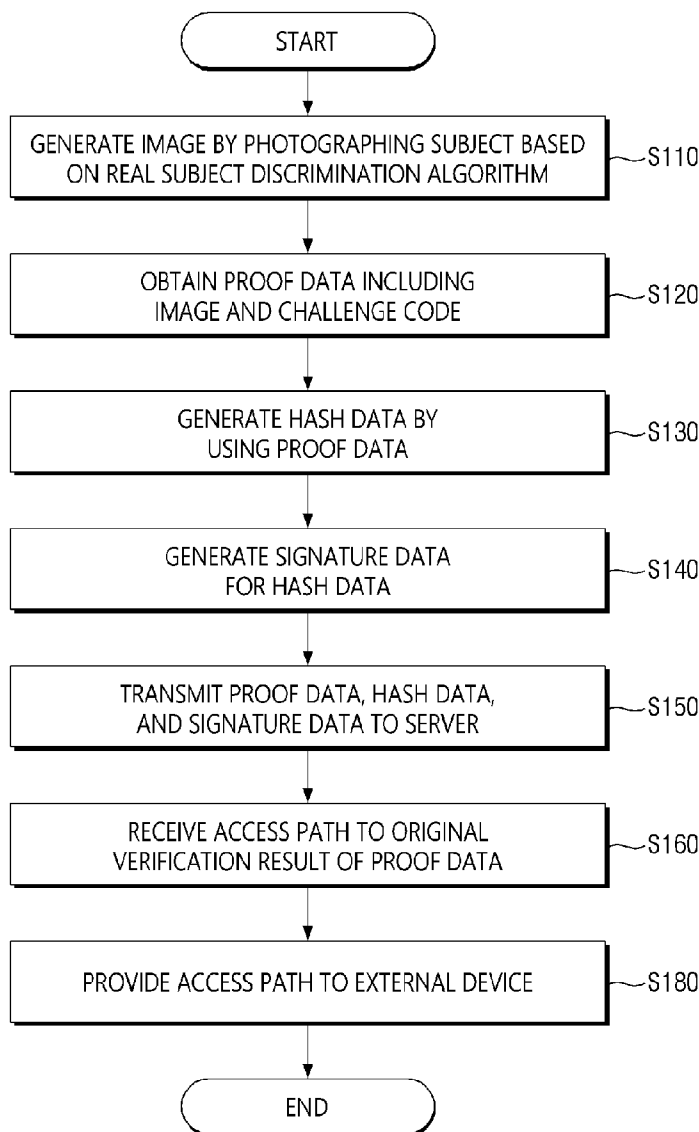 START
GENERATE IMAGE BY PHOTOGRAPHING SUBJECT BASED
ON REAL SUBJECT DISCRIMINATION ALGORITHM
S110
OBTAIN PROOF DATA INCLUDING
IMAGE AND CHALLENGE CODE
S120
GENERATE HASH DATA BY
USING PROOF DATA
S130
GENERATE SIGNATURE DATA
FOR HASH DATA
S140
TRANSMIT PROOF DATA, HASH DATA,
AND SIGNATURE DATA TO SERVER
S150
RECEIVE ACCESS PATH TO ORIGINAL
VERIFICATION RESULT OF PROOF DATA
S160
PROVIDE ACCESS PATH TO EXTERNAL DEVICE
S180
END